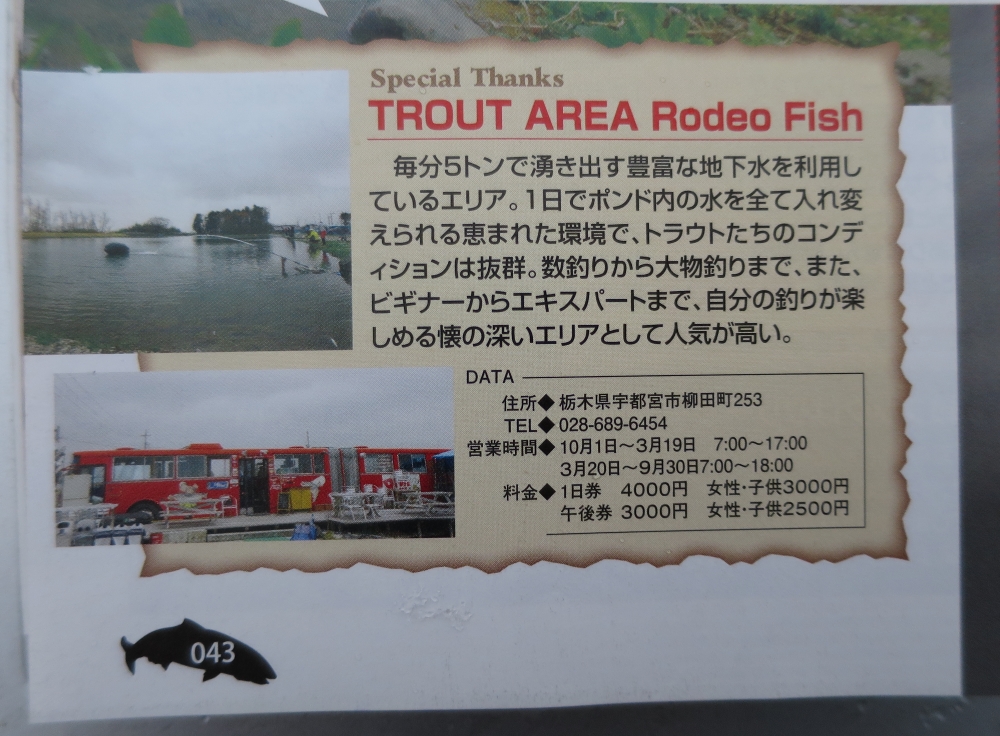 Special Thanks
TROUT AREA Rodeo Fish
毎分5トンで湧き出す豊富な地下水を利用し
ているエリア。1日でポンド内の水を全て入れ変
えられる恵まれた環境で、トラウトたちのコンデ
ィションは抜群。数釣りから大物釣りまで、また、
ビギナーからエキスパートまで、自分の釣りが楽
しめる懐の深いエリアとして人気が高い。
DATA
住所◆栃木県宇都宮市柳田町253
TEL◆028-689-6454
営業時間◆10月1日〜3月19日 7:00〜17:00
3月20日〜9月30日7:00〜18:00
料金◆1日券 4000円 女性・子供3000円
午後券 3000円 女性・子供2500円
043